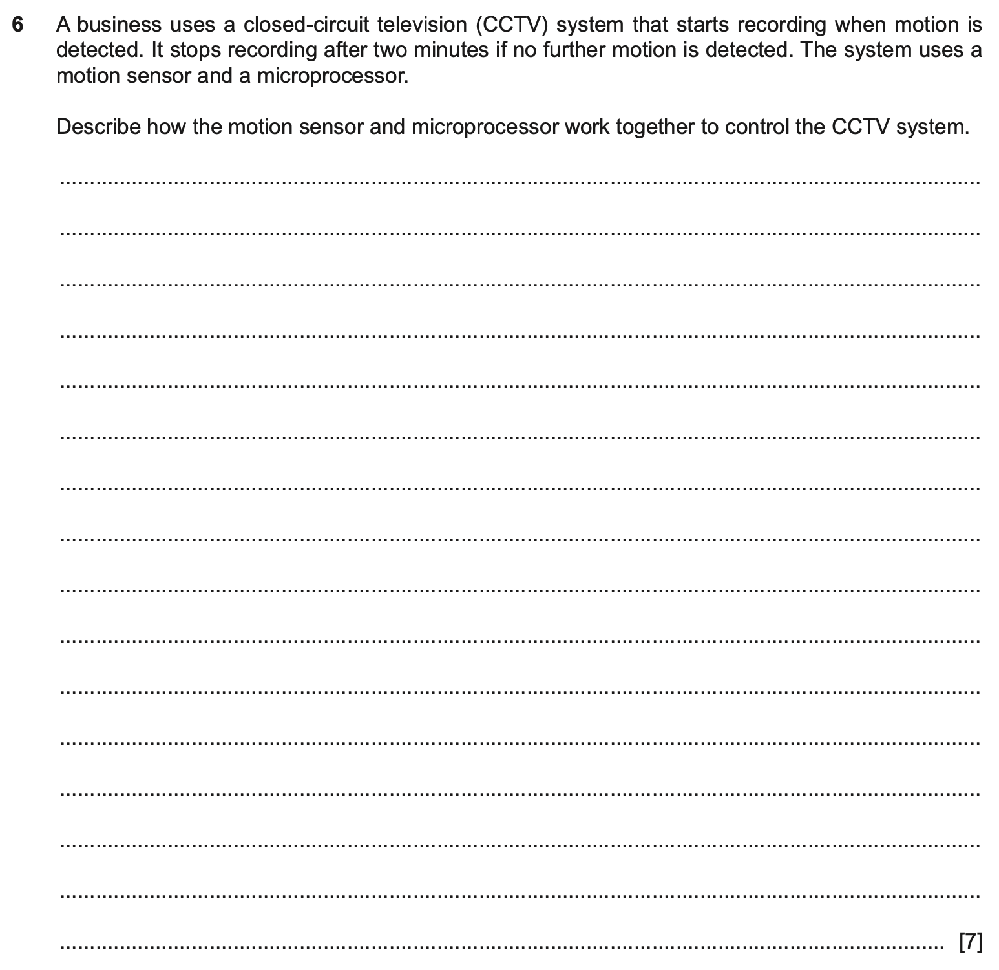 6 A business uses a closed-circuit television (CCTV) system that starts recording when motion is
detected. It stops recording after two minutes if no further motion is detected. The system uses a
motion sensor and a microprocessor.
Describe how the motion sensor and microprocessor work together to control the CCTV system.
[7]